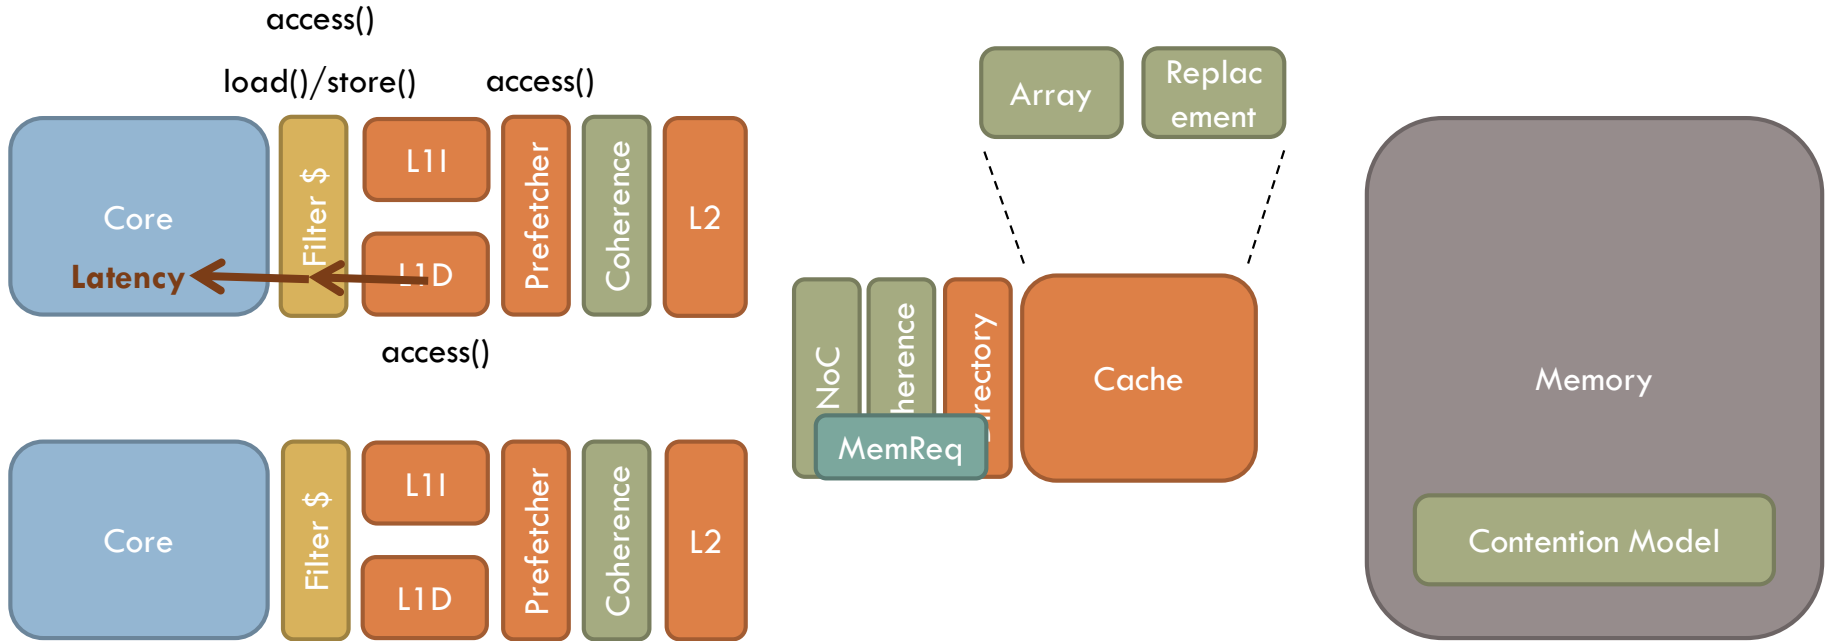 access()
load()/store()
access()
Core
Latency
Filter $
L1I
L1D
Prefetcher
Coherence
L2
access()
Core
Filter $
L1I
L1D
Prefetcher
Coherence
L2
Array
Replac
ement
NoC
herence
rectory
MemReq
Cache
Memory
Contention Model